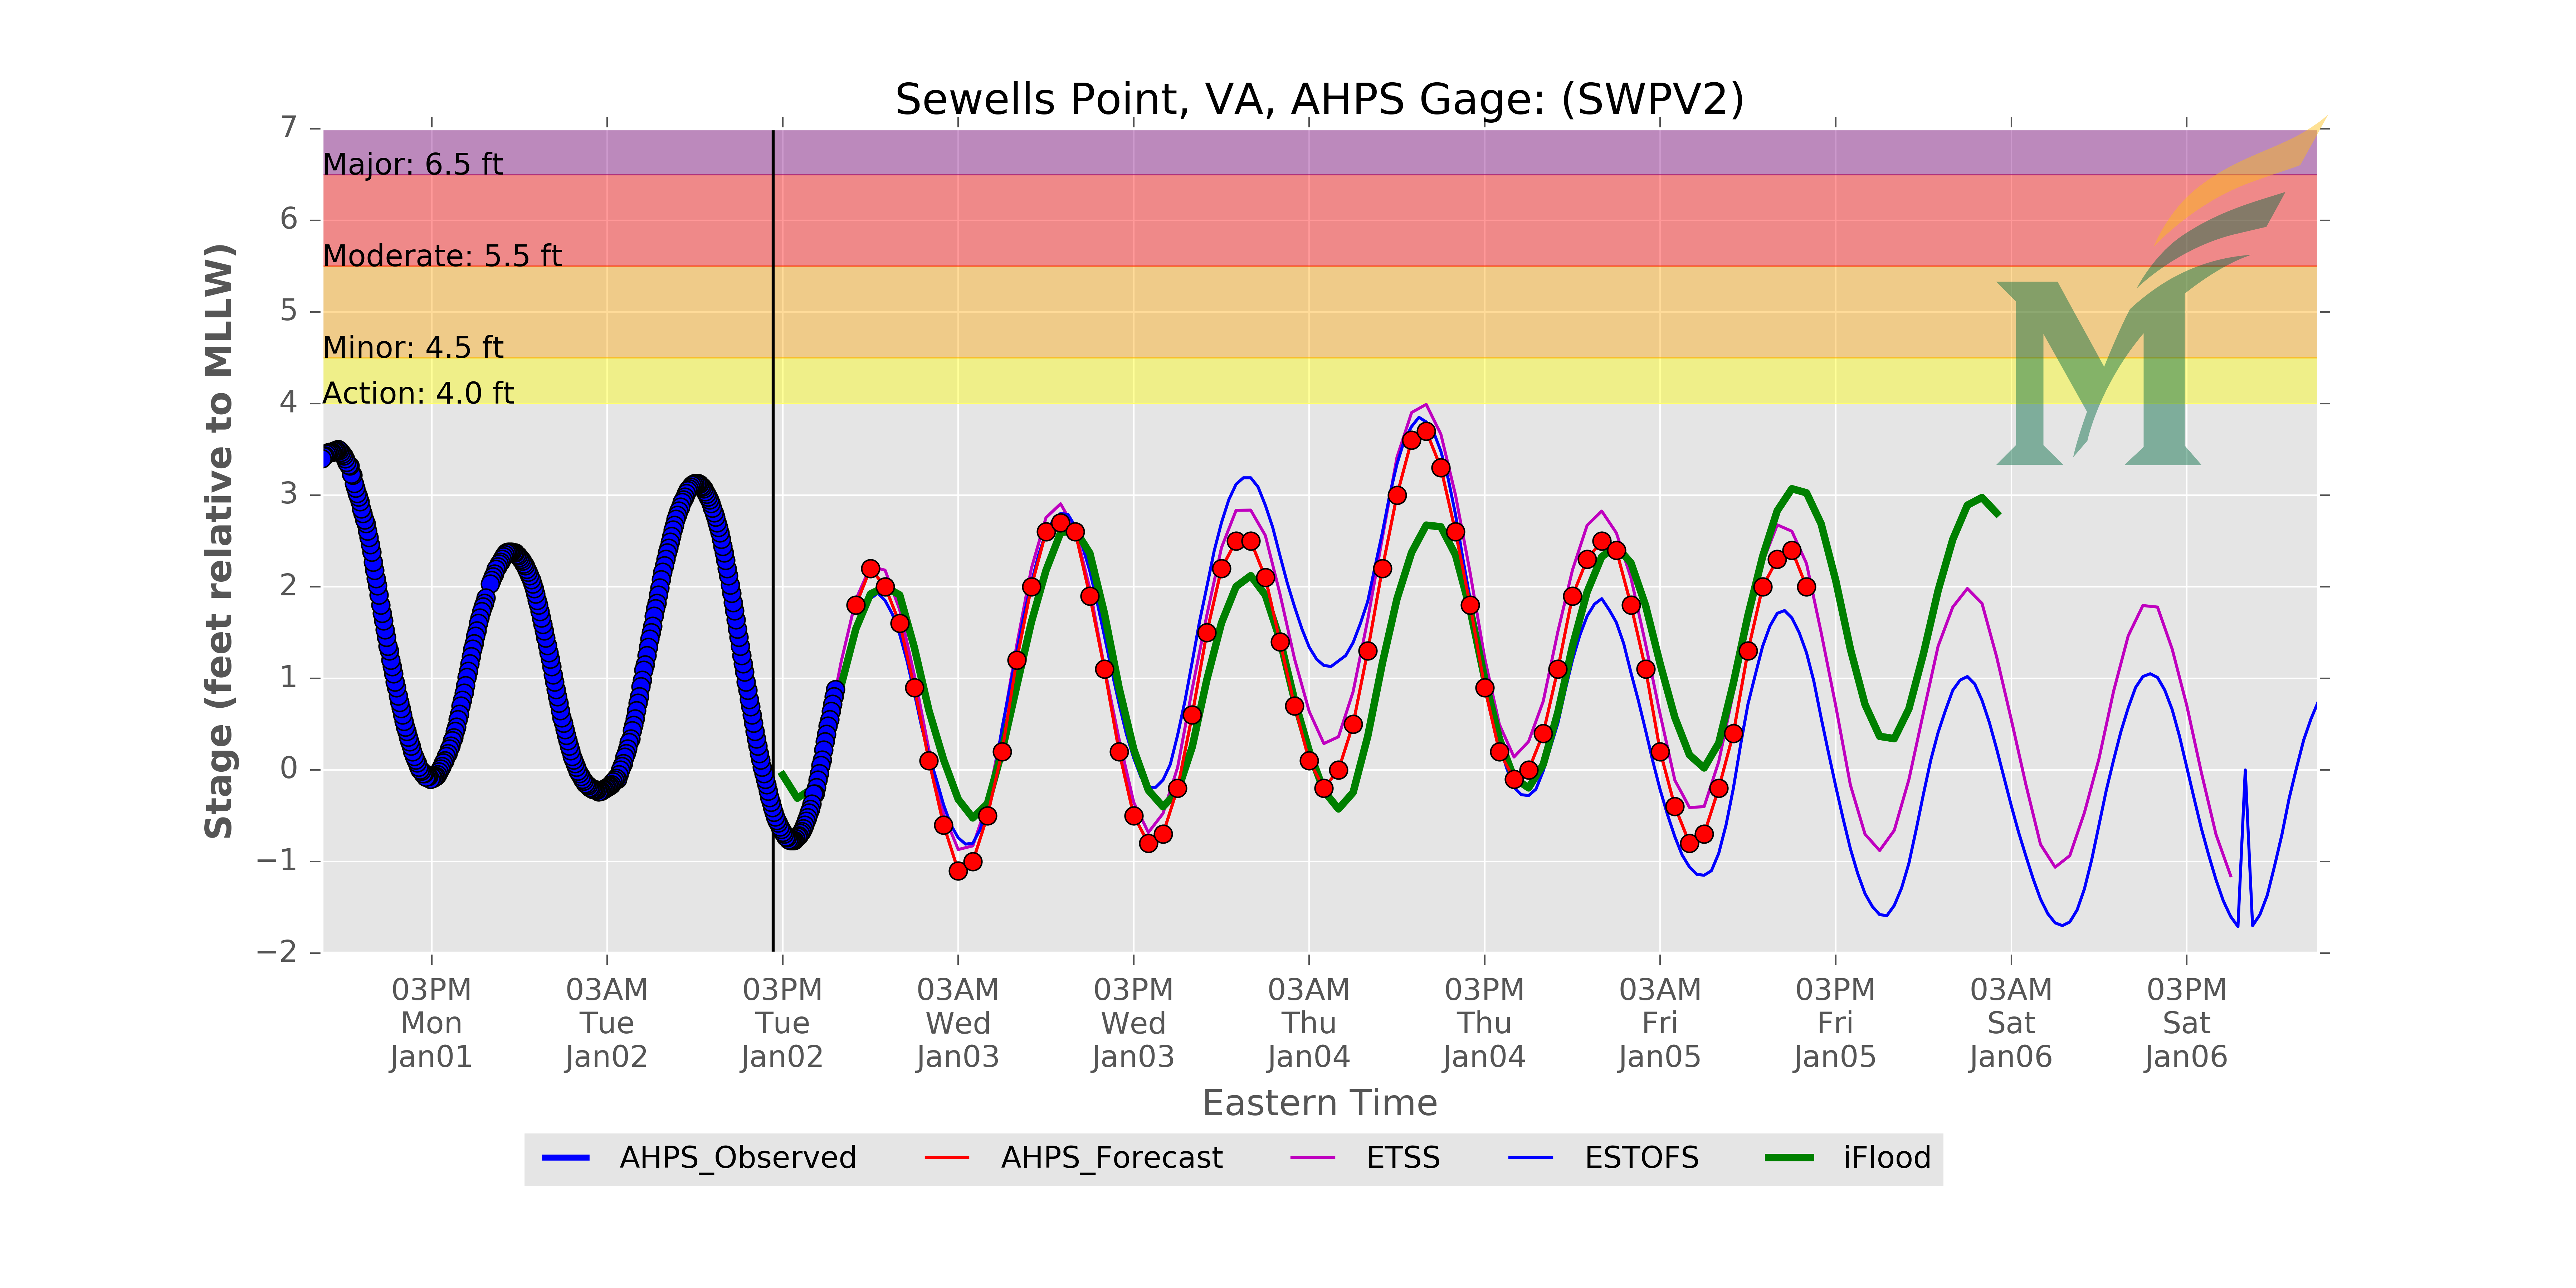 Sewells Point, VA, AHPS Gage: (SWPV2)
Stage (feet relative to MLLW)
7
6
5
4
3
2
1
0
−1
−2
Major: 6.5 ft
Moderate: 5.5 ft
Minor: 4.5 ft
Action: 4.0 ft
M
03PM 03AM 03PM 03AM 03PM 03AM 03PM 03AM 03PM 03AM 03PM
Mon Tue Tue Wed Wed Thu Thu Fri Fri Sat Sat
Jan01 Jan02 Jan02 Jan03 Jan03 Jan04 Jan04 Jan05 Jan05 Jan06 Jan06
Eastern Time
AHPS_Observed AHPS_Forecast ETSS ESTOFS iFlood